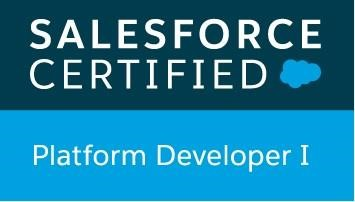 SALESFORCE
CERTIFIED
Platform Developer I